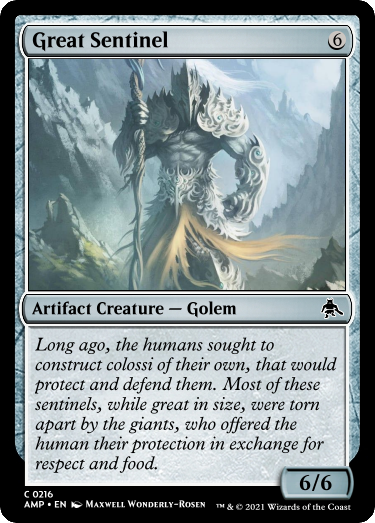 Great Sentinel 6
Artifact Creature — Golem
Long ago, the humans sought to
construct colossi of their own, that would
protect and defend them. Most of these
sentinels, while great in size, were torn
apart by the giants, who offered the
human their protection in exchange for
respect and food.
6/6
C 0216
AMP • EN Maxwell Wonderly-Rosen ™ & © 2021 Wizards of the Coast